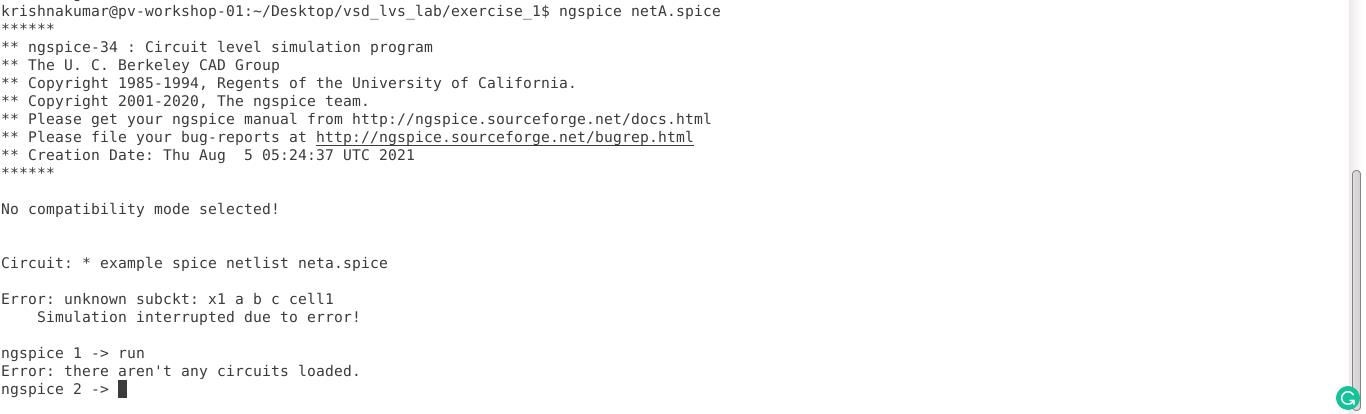 krishnakumar@pv-workshop-01:~/Desktop/vsd_lvs_lab/exercise_1$ ngspice netA.spice
******
** ngspice-34 : Circuit level simulation program
** The U. C. Berkeley CAD Group
** Copyright 1985-1994, Regents of the University of California.
** Copyright 2001-2020, The ngspice team.
** Please get your ngspice manual from http://ngspice.sourceforge.net/docs.html
** Please file your bug-reports at http://ngspice.sourceforge.net/bugrep.html
** Creation Date: Thu Aug  5 05:24:37 UTC 2021
******
No compatibility mode selected!
Circuit: * example spice netlist neta.spice
Error: unknown subckt: x1 a b c cell1
    Simulation interrupted due to error!
ngspice 1 -> run
Error: there aren't any circuits loaded.
ngspice 2 ->